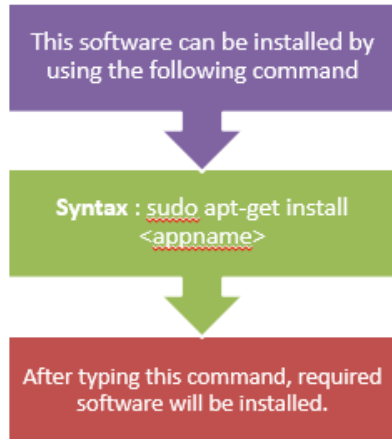 This software can be installed by
using the following command
Syntax : sudo apt-get install
<appname>
After typing this command, required
software will be installed.